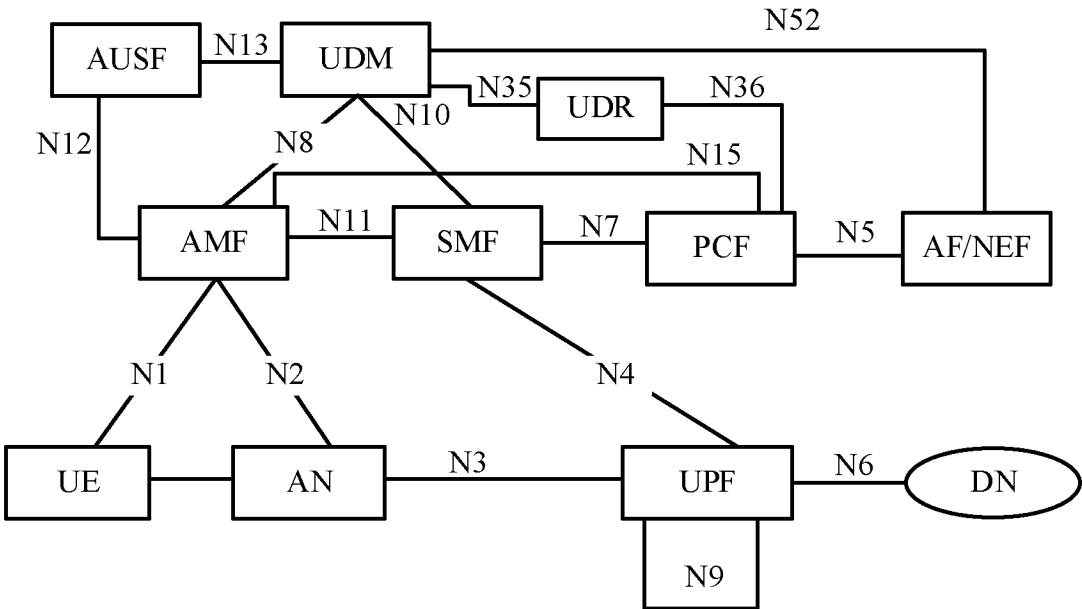 N52
AUSF
N13
UDM
N35
UDR
N36
N12
N8
N10
N15
AMF
N11
SMF
N7
PCF
N5
AF/NEF
N1
N2
N4
UE
AN
N3
UPF
N6
DN
N9